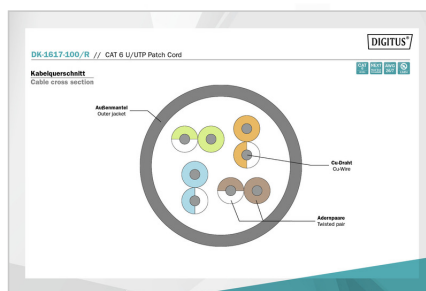 DIGITUS®
DK-1617-100/R // CAT 6 U/UTP Patch Cord
Kabelquerschnitt
Cable cross section
Außenmantel
Outer jacket
Cu-Draht
Cu-Wire
Adernpaare
Twisted pair